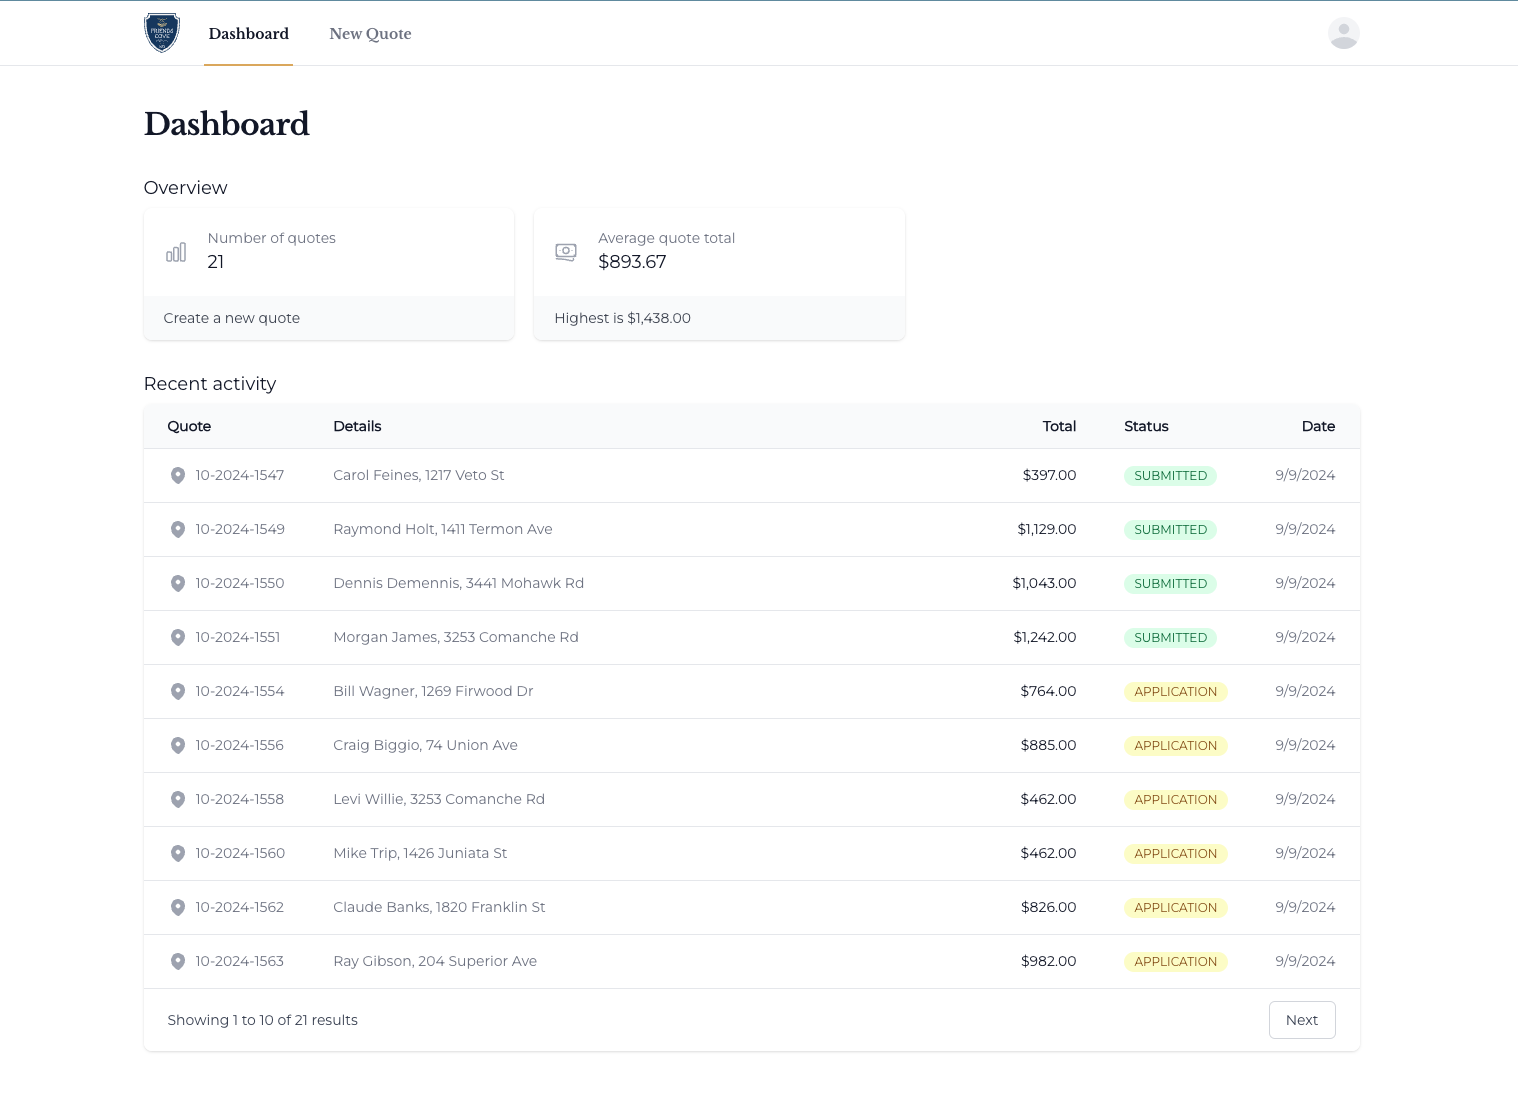 FRIENDS
COVE
Dashboard
New Quote
Dashboard
Overview
Number of quotes
21
Create a new quote
Average quote total
$893.67
Highest is $1,438.00
Recent activity
Quote Details Total Status Date
10-2024-1547 Carol Feines, 1217 Veto St $397.00 SUBMITTED 9/9/2024
10-2024-1549 Raymond Holt, 1411 Termon Ave $1,129.00 SUBMITTED 9/9/2024
10-2024-1550 Dennis Demennis, 3441 Mohawk Rd $1,043.00 SUBMITTED 9/9/2024
10-2024-1551 Morgan James, 3253 Comanche Rd $1,242.00 SUBMITTED 9/9/2024
10-2024-1554 Bill Wagner, 1269 Firwood Dr $764.00 APPLICATION 9/9/2024
10-2024-1556 Craig Biggio, 74 Union Ave $885.00 APPLICATION 9/9/2024
10-2024-1558 Levi Willie, 3253 Comanche Rd $462.00 APPLICATION 9/9/2024
10-2024-1560 Mike Trip, 1426 Juniata St $462.00 APPLICATION 9/9/2024
10-2024-1562 Claude Banks, 1820 Franklin St $826.00 APPLICATION 9/9/2024
10-2024-1563 Ray Gibson, 204 Superior Ave $982.00 APPLICATION 9/9/2024
Showing 1 to 10 of 21 results
Next